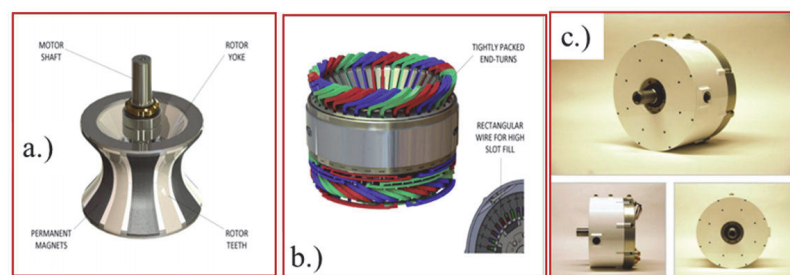 MOTOR
SHAFT
ROTOR
YOKE
a.)
PERMANENT
MAGNETS
ROTOR
TEETH
TIGHTLY PACKED
END-TURNS
RECTANGULAR
WIRE FOR HIGH
SLOT FILL
b.)
c.)